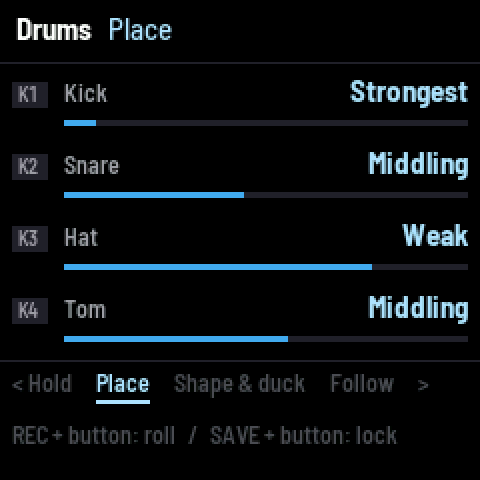 Drums Place
K1 Kick Strongest
K2 Snare Middling
K3 Hat Weak
K4 Tom Middling
< Hold Place Shape & duck Follow >
REC + button: roll / SAVE + button: lock